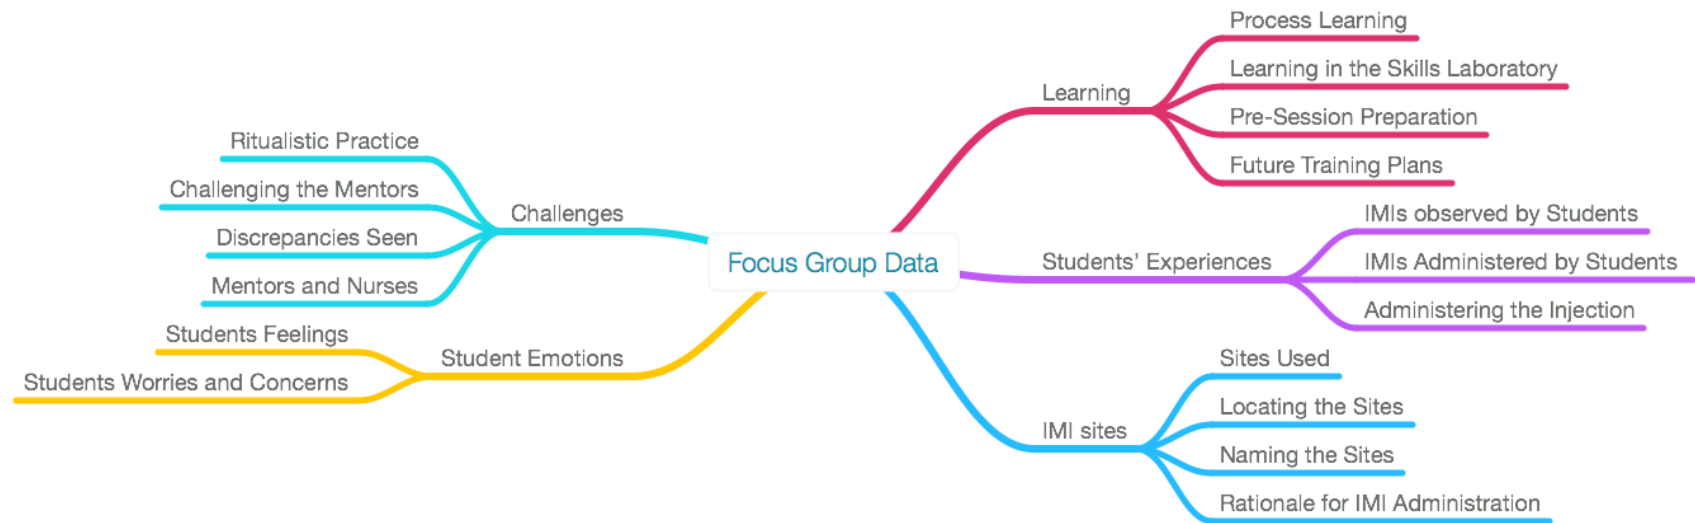 Focus Group Data
Learning
Process Learning
Learning in the Skills Laboratory
Pre-Session Preparation
Future Training Plans
Students' Experiences
IMIs observed by Students
IMIs Administered by Students
Administering the Injection
IMI sites
Sites Used
Locating the Sites
Naming the Sites
Rationale for IMI Administration
Challenges
Ritualistic Practice
Challenging the Mentors
Discrepancies Seen
Mentors and Nurses
Student Emotions
Students Feelings
Students Worries and Concerns